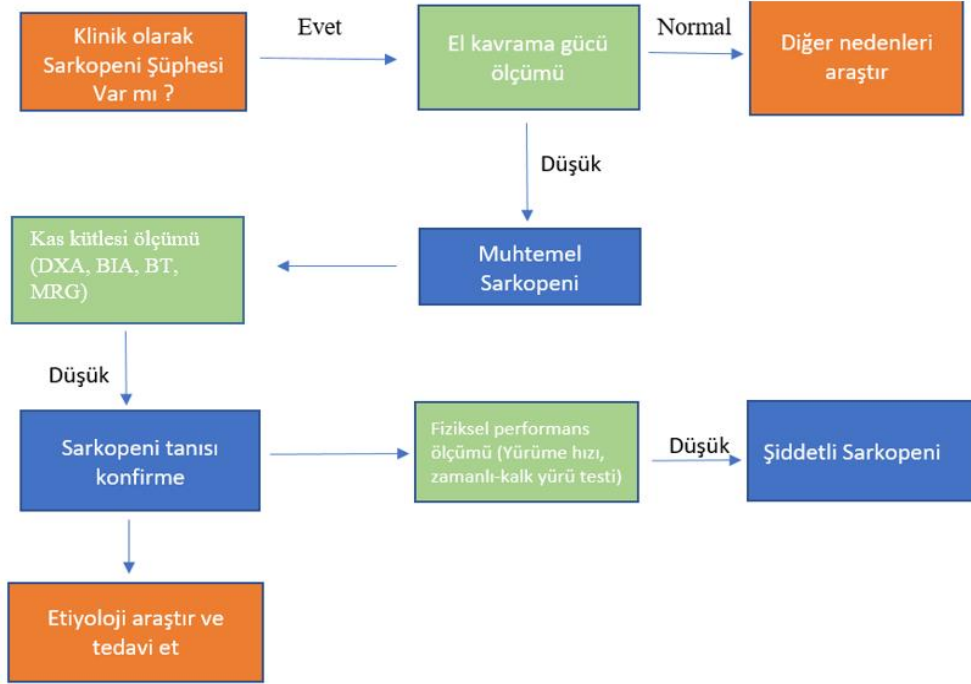 Klinik olarak
Sarkopeni Şüphesi
Var mı ?
Evet
El kavrama gücü
ölçümü
Normal
Diğer nedenleri
araştır
Düşük
Muhtemel
Sarkopeni
Kas kütlesi ölçümü
(DXA, BIA, BT,
MRG)
Düşük
Sarkopeni tanısı
konfirme
Fiziksel performans
ölçümü (Yürüme hızı,
zamanlı-kalk yürü testi)
Düşük
Şiddetli Sarkopeni
Etiyoloji araştır ve
tedavi et